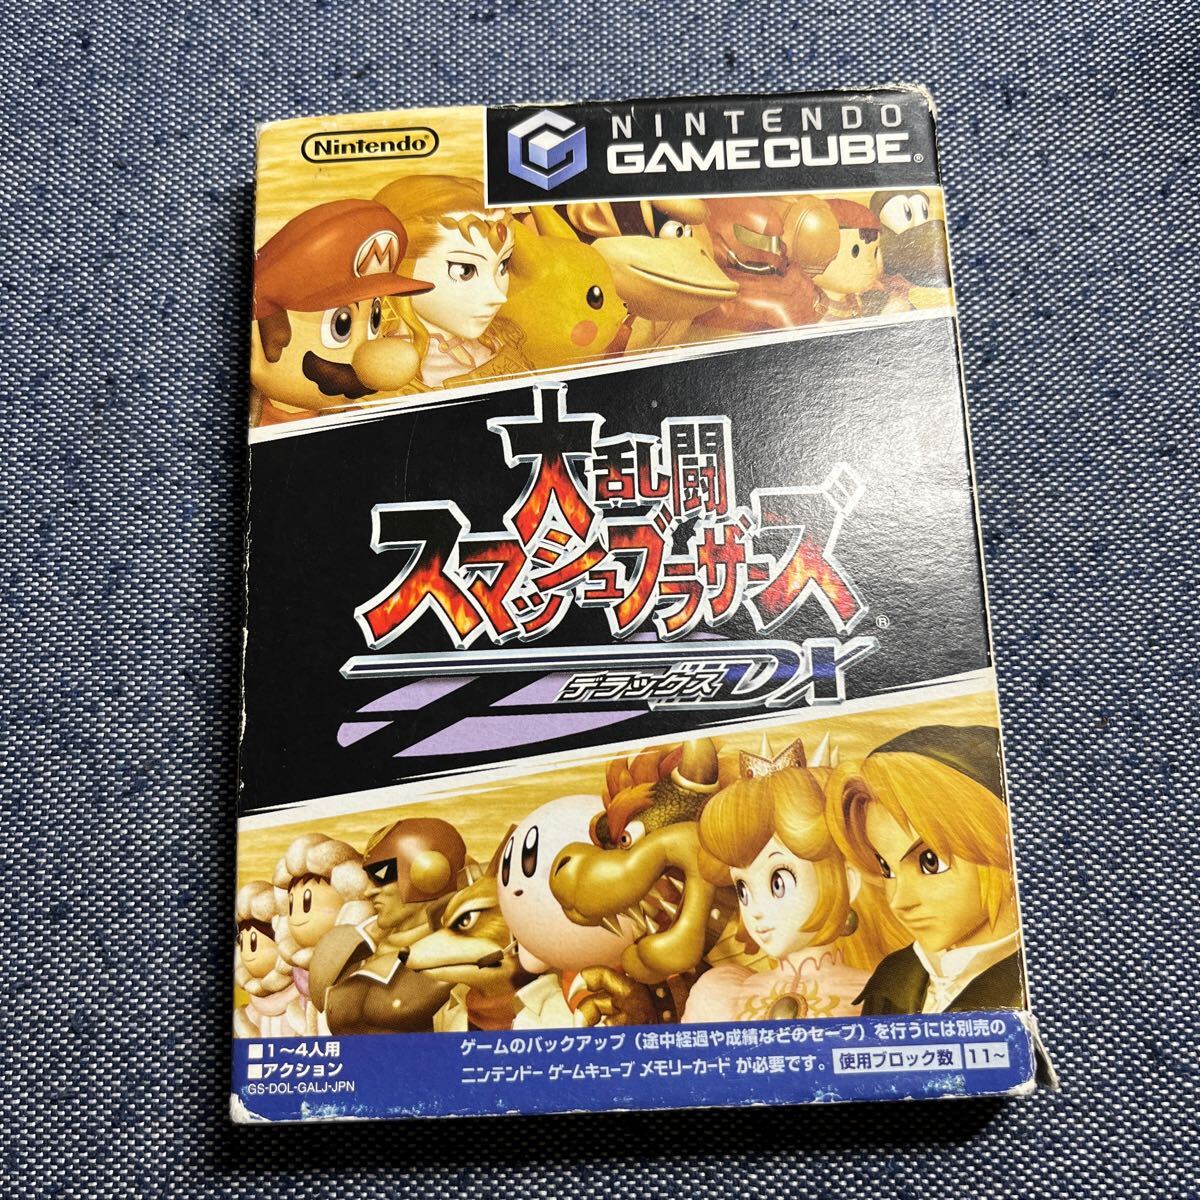 Nintendo®
NINTENDO
GAMECUBE®
M
大乱闘
スマッシュブラザーズ®
デラックスDX
■1〜4人用
■アクション
GS-DOL-GALJ-JPN
ゲームのバックアップ（途中経過や成績などのセーブ）を行うには別売の
ニンテンドー ゲームキューブ メモリーカード が必要です。 使用ブロック数 11〜